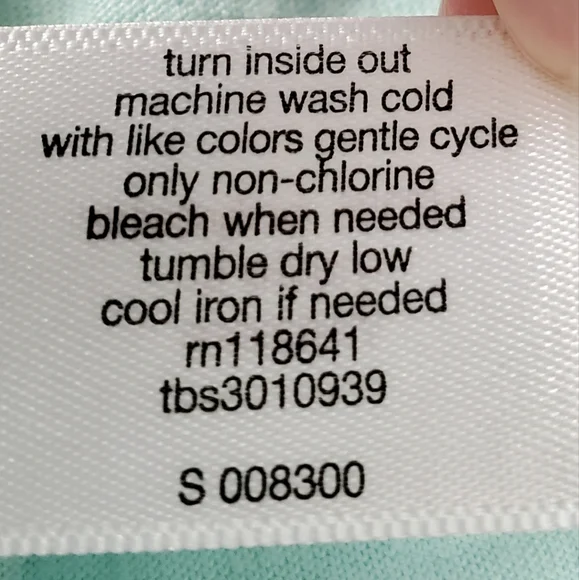 turn inside out
machine wash cold
with like colors gentle cycle
only non-chlorine
bleach when needed
tumble dry low
cool iron if needed
rn118641
tbs3010939
S 008300